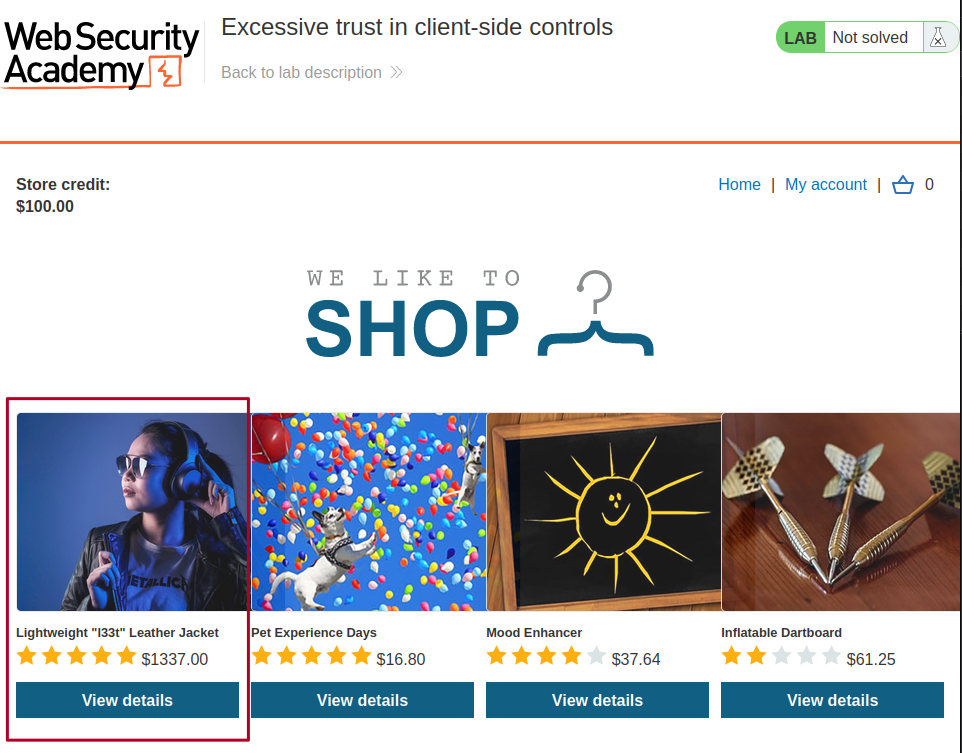 Web Security
Academy
Excessive trust in client-side controls
Back to lab description
LAB Not solved
Store credit:
$100.00
Home | My account | 0
WE LIKE TO
SHOP
METALLICA
Lightweight "l33t" Leather Jacket
$1337.00
View details
Pet Experience Days
$16.80
View details
Mood Enhancer
$37.64
View details
Inflatable Dartboard
$61.25
View details